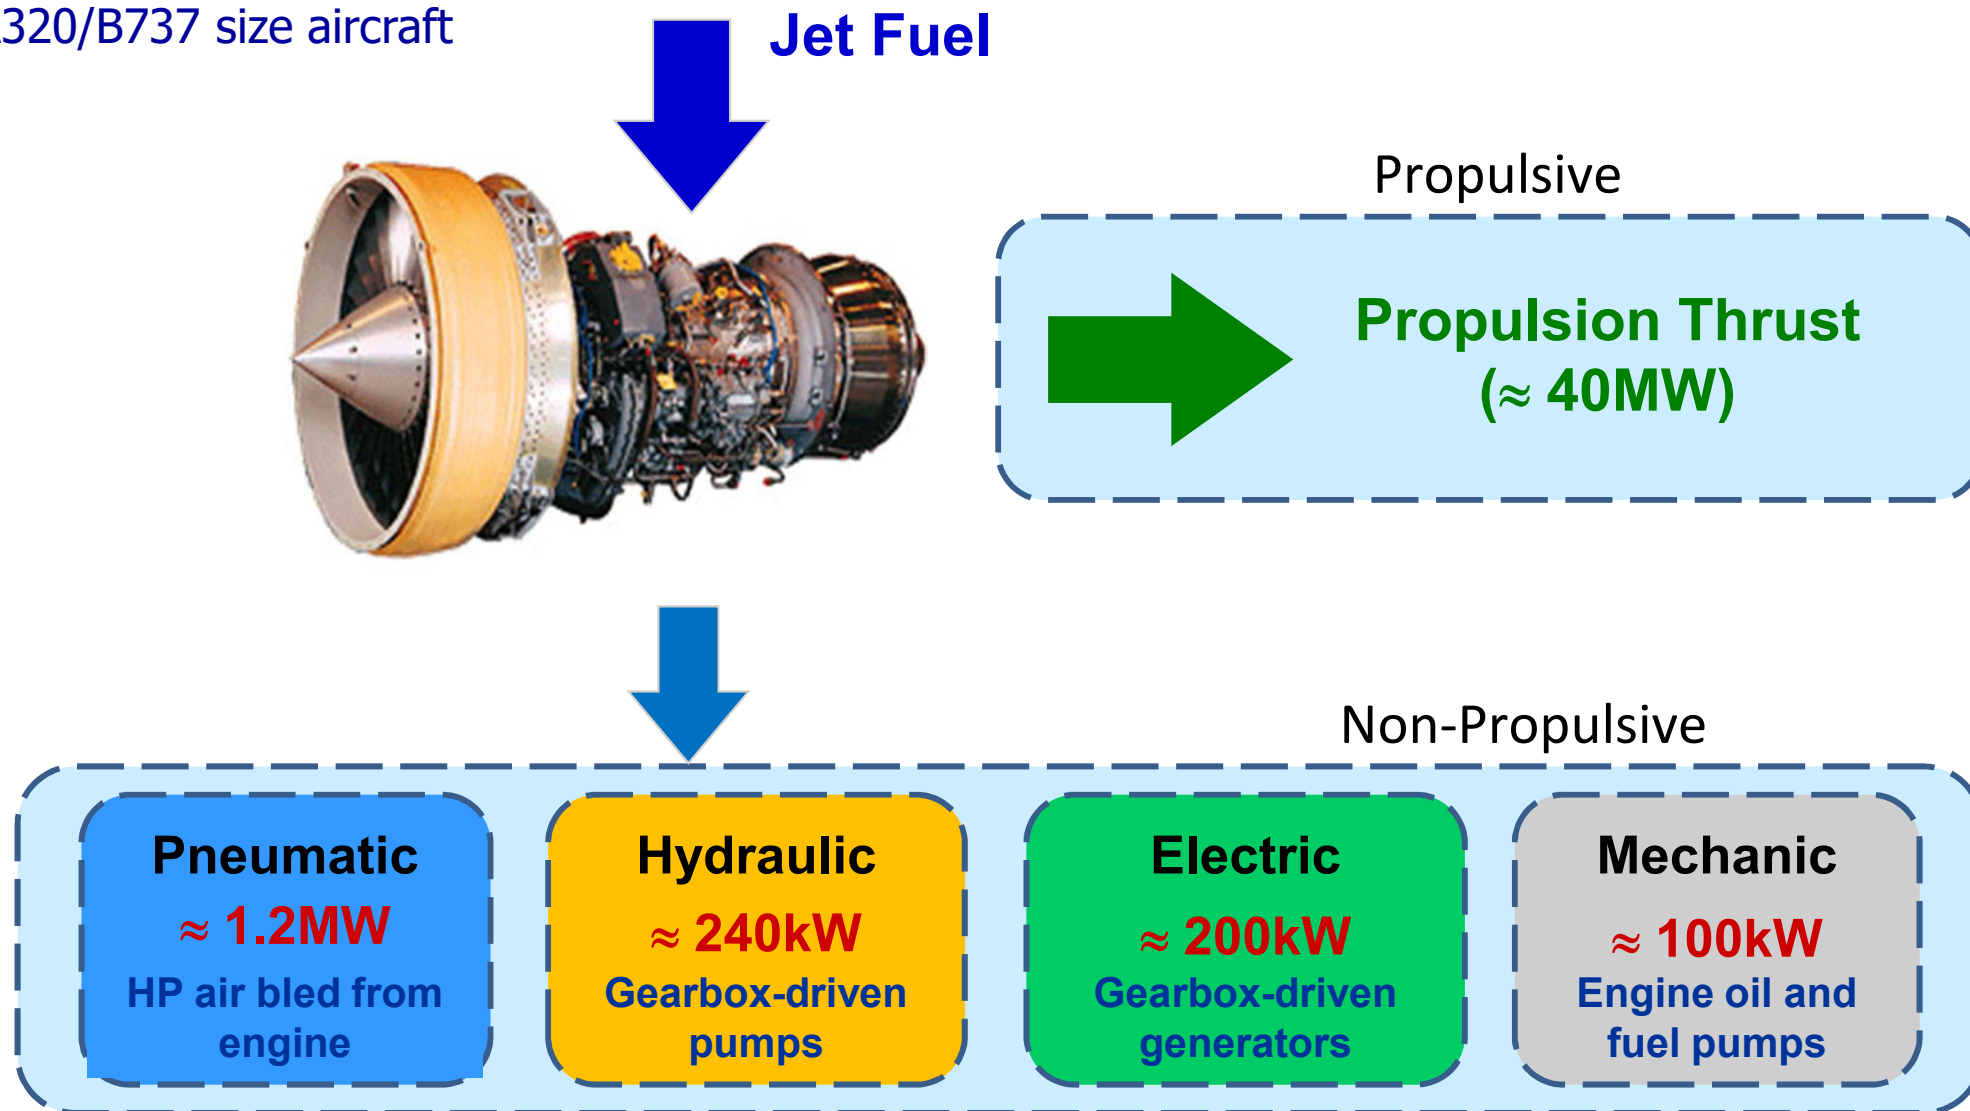 320/B737 size aircraft
Jet Fuel
Propulsive
Propulsion Thrust
(≈ 40MW)
Non-Propulsive
Pneumatic
≈ 1.2MW
HP air bled from
engine
Hydraulic
≈ 240kW
Gearbox-driven
pumps
Electric
≈ 200kW
Gearbox-driven
generators
Mechanic
≈ 100kW
Engine oil and
fuel pumps